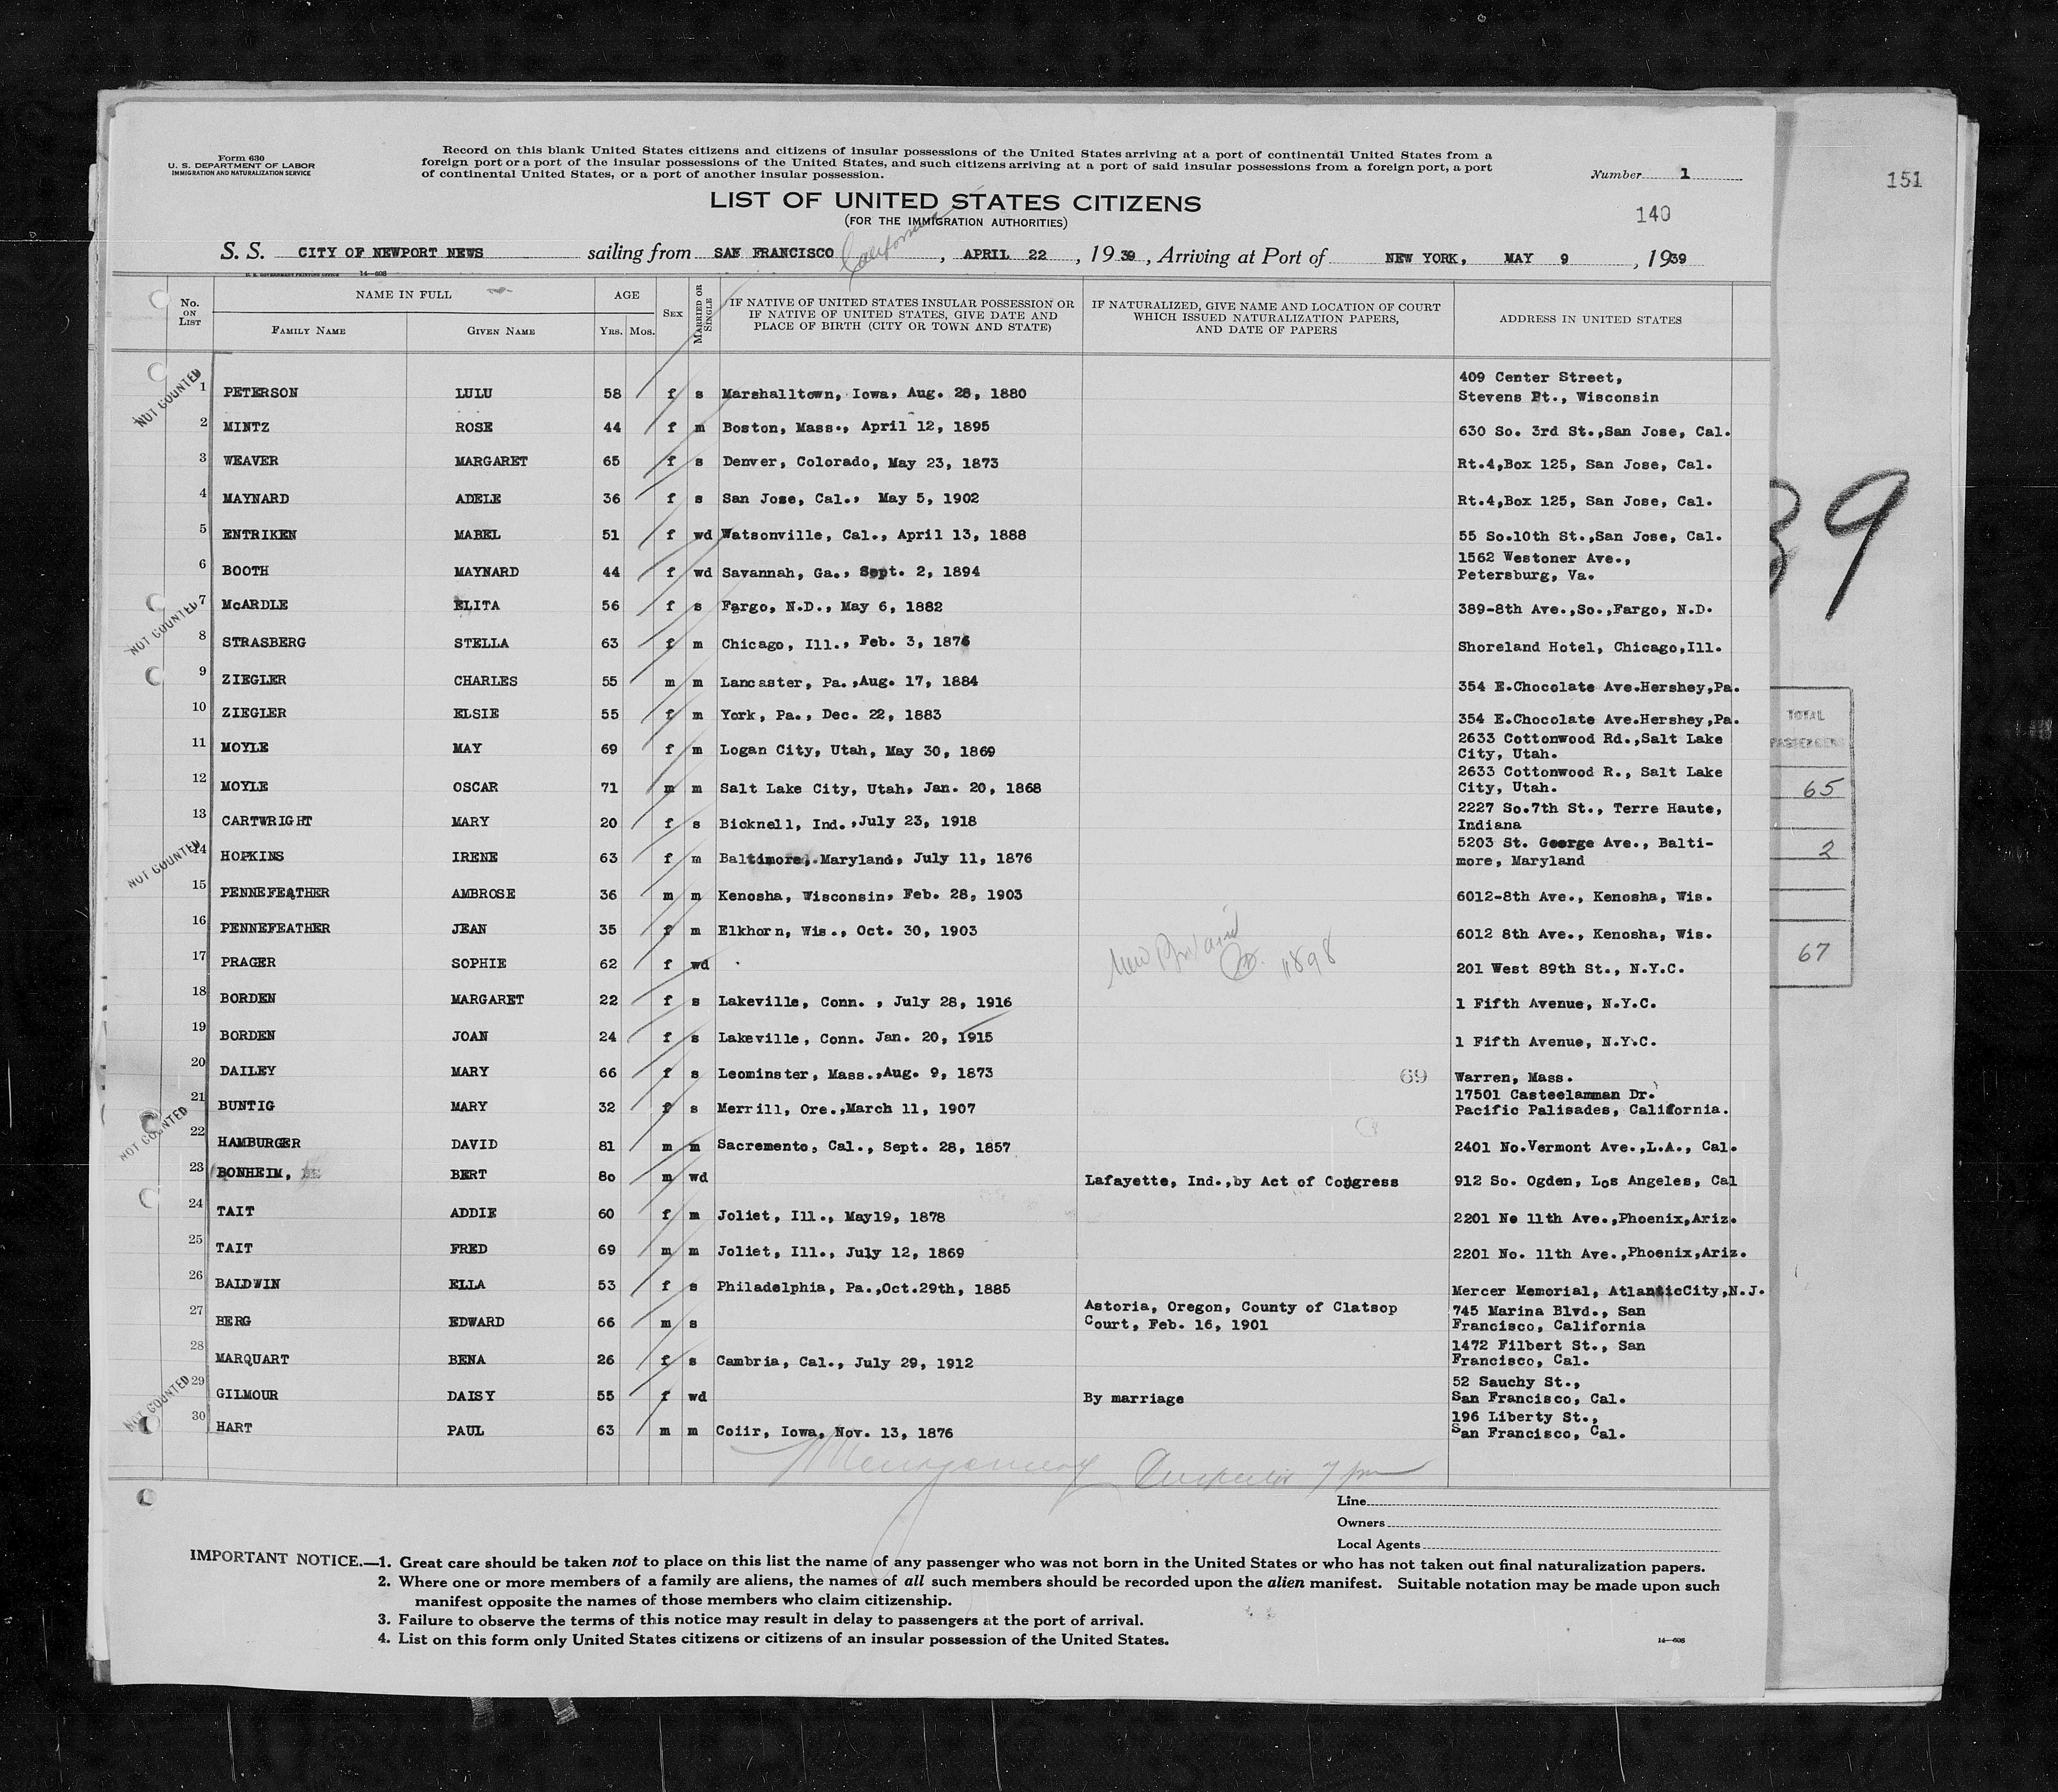 Form 630
U. S. DEPARTMENT OF LABOR
IMMIGRATION AND NATURALIZATION SERVICE
Record on this blank United States citizens and citizens of insular possessions of the United States arriving at a port of continental United States from a
foreign port or a port of the insular possessions of the United States, and such citizens arriving at a port of said insular possessions from a foreign port, a port
of continental United States, or a port of another insular possession.
Number 1
151
LIST OF UNITED STATES CITIZENS
(FOR THE IMMIGRATION AUTHORITIES)
140
S. S. CITY OF NEWPORT NEWS sailing from SAN FRANCISCO California, APRIL 22, 1939, Arriving at Port of NEW YORK, MAY 9, 1939
U. S. GOVERNMENT PRINTING OFFICE 14—608
No. ON LIST
NAME IN FULL
FAMILY NAME
GIVEN NAME
AGE
YRS. MOS.
SEX
MARRIED OR SINGLE
IF NATIVE OF UNITED STATES INSULAR POSSESSION OR
IF NATIVE OF UNITED STATES, GIVE DATE AND
PLACE OF BIRTH (CITY OR TOWN AND STATE)
IF NATURALIZED, GIVE NAME AND LOCATION OF COURT
WHICH ISSUED NATURALIZATION PAPERS,
AND DATE OF PAPERS
ADDRESS IN UNITED STATES
NOT COUNTED
1 PETERSON LULU 58 f s Marshalltown, Iowa, Aug. 28, 1880 409 Center Street,
Stevens Pt., Wisconsin
2 MINTZ ROSE 44 f m Boston, Mass., April 12, 1895 630 So. 3rd St.,San Jose, Cal.
3 WEAVER MARGARET 65 f s Denver, Colorado, May 23, 1873 Rt.4,Box 125, San Jose, Cal.
4 MAYNARD ADELE 36 f s San Jose, Cal., May 5, 1902 Rt.4,Box 125, San Jose, Cal.
5 ENTRIKEN MABEL 51 f wd Watsonville, Cal., April 13, 1888 55 So.10th St.,San Jose, Cal.
6 BOOTH MAYNARD 44 f wd Savannah, Ga., Sept. 2, 1894 1562 Westoner Ave.,
Petersburg, Va.
NOT COUNTED
7 McARDLE ELITA 56 f s Fargo, N.D., May 6, 1882 389-8th Ave.,So.,Fargo, N.D.
8 STRASBERG STELLA 63 f m Chicago, Ill., Feb. 3, 1876 Shoreland Hotel, Chicago,Ill.
9 ZIEGLER CHARLES 55 m m Lancaster, Pa.,Aug. 17, 1884 354 E.Chocolate Ave.Hershey,Pa.
10 ZIEGLER ELSIE 55 f m York, Pa., Dec. 22, 1883 354 E.Chocolate Ave.Hershey,Pa.
11 MOYLE MAY 69 f m Logan City, Utah, May 30, 1869 2633 Cottonwood Rd.,Salt Lake
City, Utah.
12 MOYLE OSCAR 71 m m Salt Lake City, Utah, Jan. 20, 1868 2633 Cottonwood R., Salt Lake
City, Utah.
13 CARTWRIGHT MARY 20 f s Bicknell, Ind.,July 23, 1918 2227 So.7th St., Terre Haute,
Indiana
NOT COUNTED
14 HOPKINS IRENE 63 f m Baltimore, Maryland, July 11, 1876 5203 St. George Ave., Balti-
more, Maryland
15 PENNEFEATHER AMBROSE 36 m m Kenosha, Wisconsin, Feb. 28, 1903 6012-8th Ave., Kenosha, Wis.
16 PENNEFEATHER JEAN 35 f m Elkhorn, Wis., Oct. 30, 1903 6012 8th Ave., Kenosha, Wis.
17 PRAGER SOPHIE 62 f wd 1898 201 West 89th St., N.Y.C.
18 BORDEN MARGARET 22 f s Lakeville, Conn. , July 28, 1916 1 Fifth Avenue, N.Y.C.
19 BORDEN JOAN 24 f s Lakeville, Conn. Jan. 20, 1915 1 Fifth Avenue, N.Y.C.
20 DAILEY MARY 66 f s Leominster, Mass.,Aug. 9, 1873 69 Warren, Mass.
21 BUNTIG MARY 32 f s Merrill, Ore.,March 11, 1907 17501 Casteelamman Dr.
Pacific Palisades, California.
NOT COUNTED
22 HAMBURGER DAVID 81 m m Sacremento, Cal., Sept. 28, 1857 2401 No.Vermont Ave.,L.A., Cal.
23 BONHEIM, BERT 80 m wd Lafayette, Ind.,by Act of Congress 912 So. Ogden, Los Angeles, Cal
24 TAIT ADDIE 60 f m Joliet, Ill., May19, 1878 2201 No 11th Ave.,Phoenix,Ariz.
25 TAIT FRED 69 m m Joliet, Ill., July 12, 1869 2201 No. 11th Ave.,Phoenix,Ariz.
26 BALDWIN ELLA 53 f s Philadelphia, Pa.,Oct.29th, 1885 Mercer Memorial, AtlanticCity,N.J.
27 BERG EDWARD 66 m s Astoria, Oregon, County of Clatsop
Court, Feb. 16, 1901 745 Marina Blvd., San
Francisco, California
28 MARQUART BENA 26 f s Cambria, Cal., July 29, 1912 1472 Filbert St., San
Francisco, Cal.
NOT COUNTED
29 GILMOUR DAISY 55 f wd By marriage 52 Sauchy St.,
San Francisco, Cal.
30 HART PAUL 63 m m Coiir, Iowa, Nov. 13, 1876 196 Liberty St.,
San Francisco, Cal.
39
TOTAL
PASSENGERS
65
2
67
Line
Owners
Local Agents
IMPORTANT NOTICE.—1. Great care should be taken not to place on this list the name of any passenger who was not born in the United States or who has not taken out final naturalization papers.
2. Where one or more members of a family are aliens, the names of all such members should be recorded upon the alien manifest. Suitable notation may be made upon such
manifest opposite the names of those members who claim citizenship.
3. Failure to observe the terms of this notice may result in delay to passengers at the port of arrival.
4. List on this form only United States citizens or citizens of an insular possession of the United States.
14—608